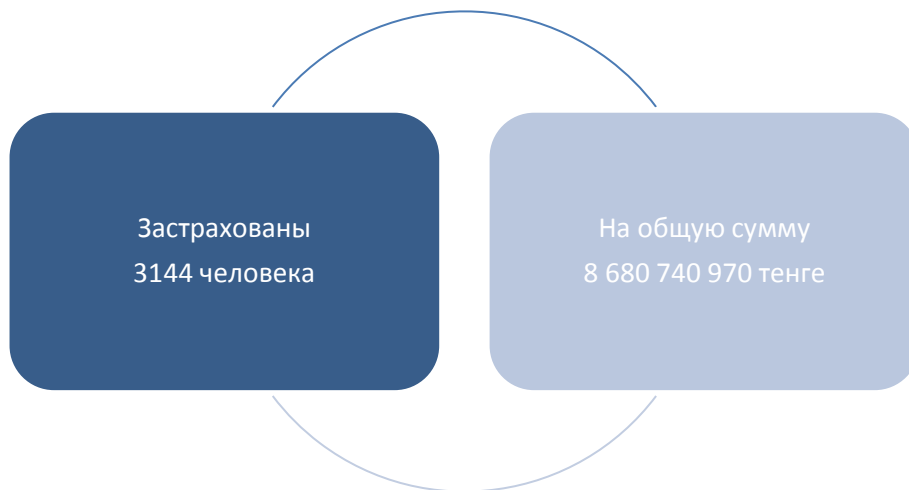 Застрахованы
3144 человека
На общую сумму
8 680 740 970 тенге